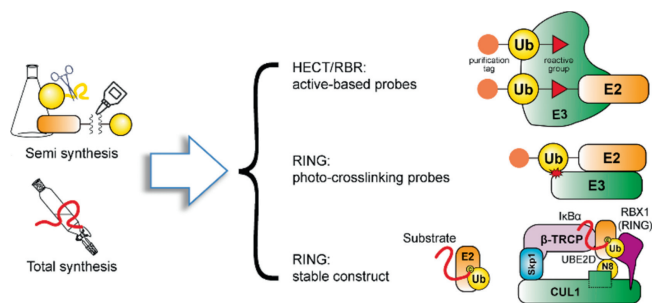 Semi synthesis
Total synthesis
HECT/RBR:
active-based probes
RING:
photo-crosslinking probes
RING:
stable construct
Ub
purification
tag
reactive
group
Ub
E2
E3
Ub
E2
E3
Substrate
E2
C
Ub
IκBα
RBX1
(RING)
β-TRCP
E2
C
Ub
Skp1
UBE2D
N8
CUL1